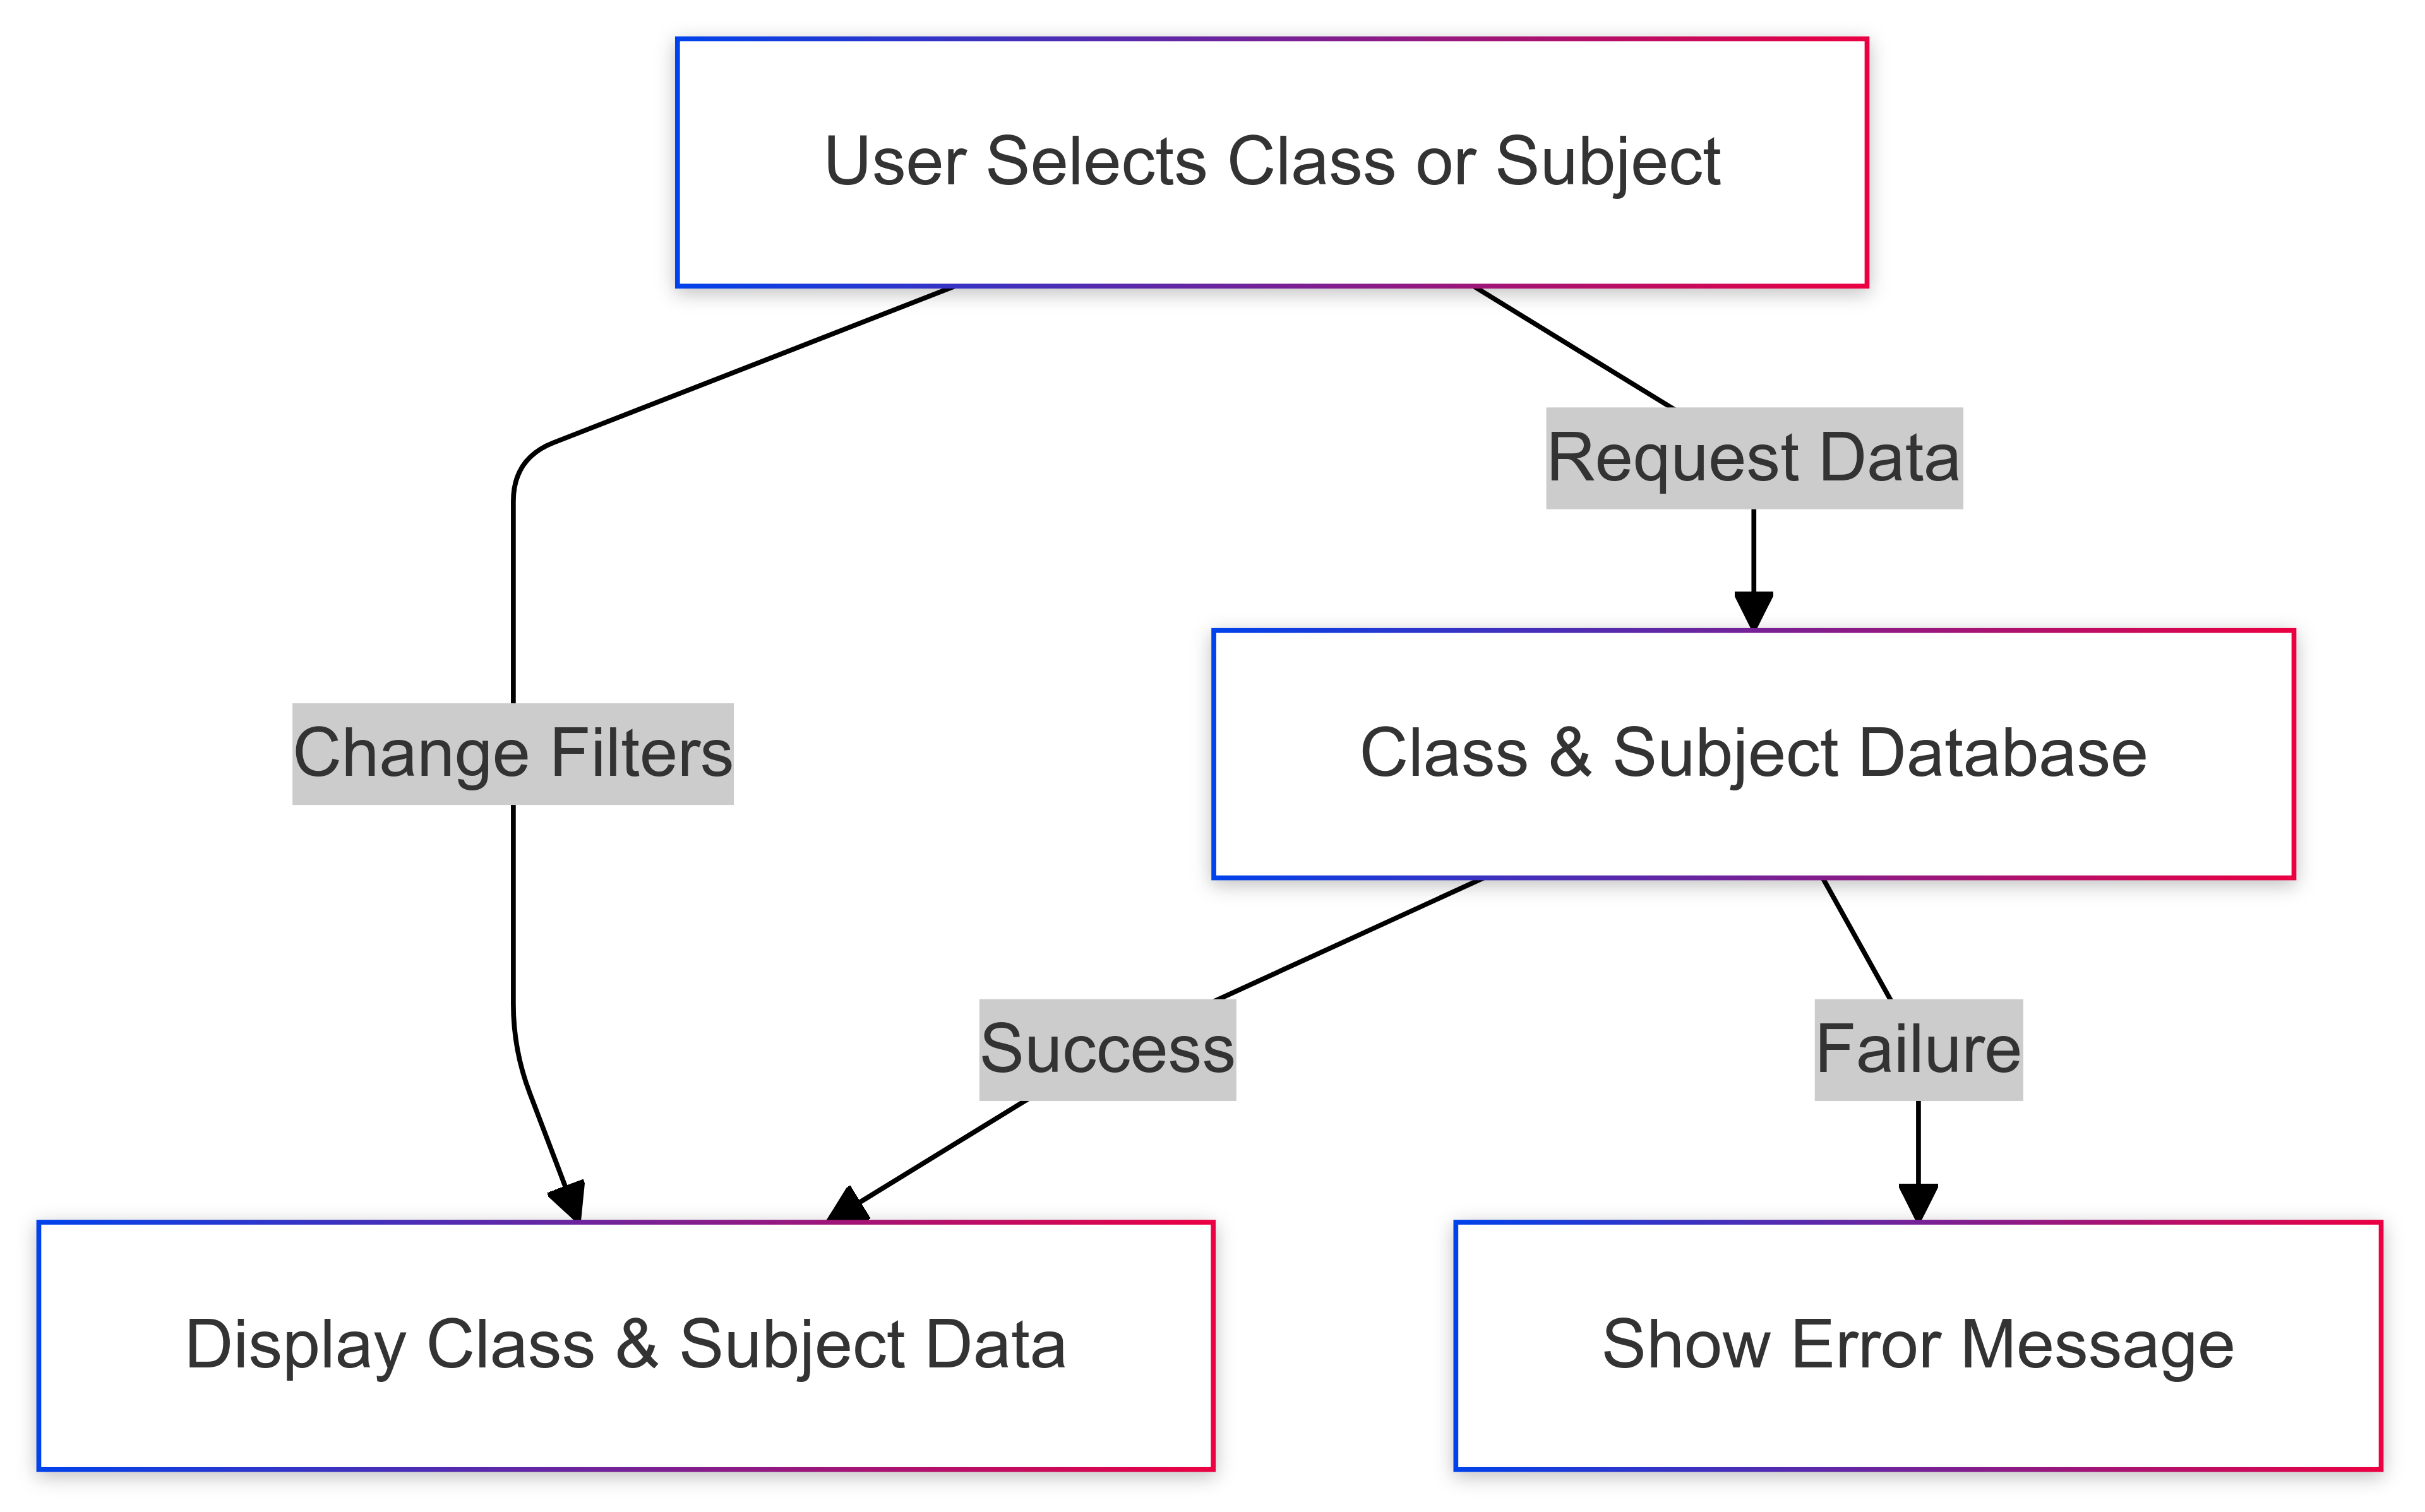 User Selects Class or Subject
Request Data
Change Filters
Class & Subject Database
Success
Failure
Display Class & Subject Data
Show Error Message